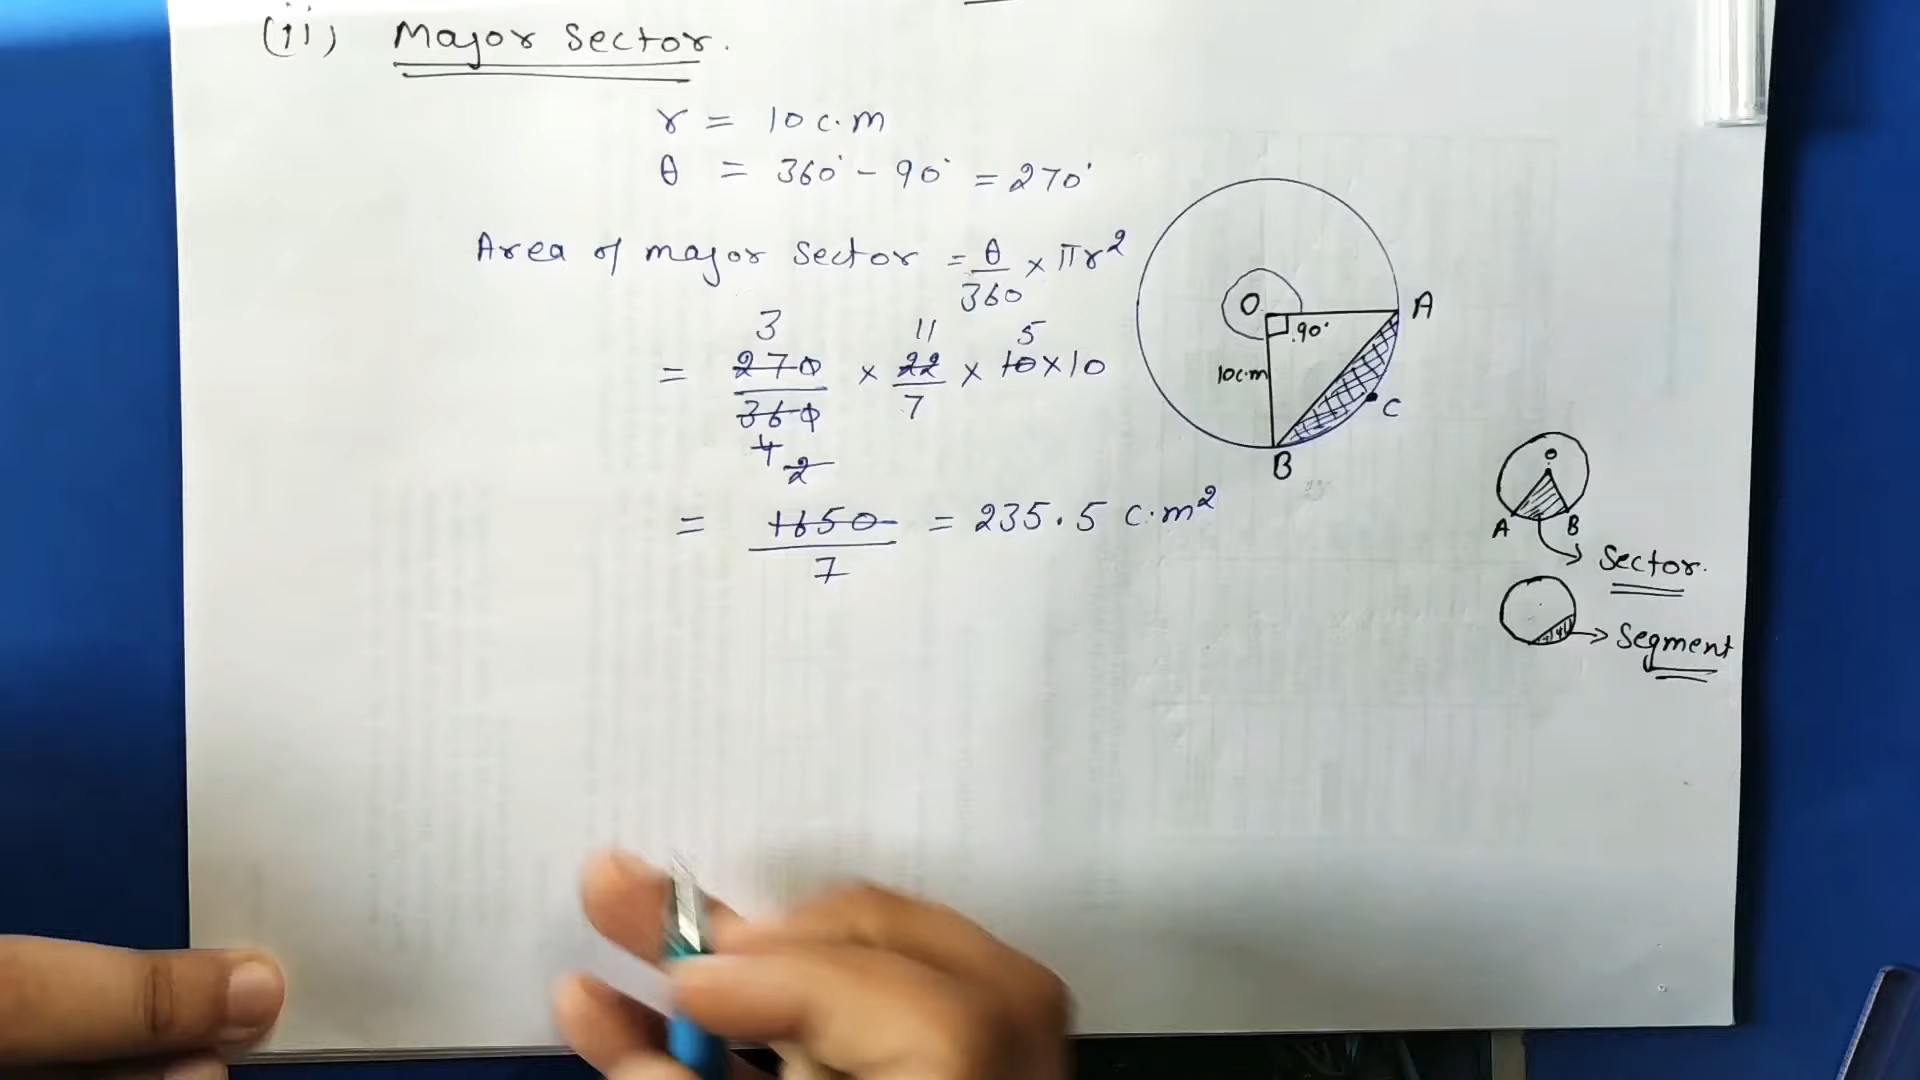 (ii) Major Sector.
r = 10 c.m
θ = 360° - 90° = 270°
Area of major Sector = θ/360 × πr²
3 11 5
= 270/360 × 22/7 × 10×10
4 2
= 1650/7 = 235.5 c.m²
O
A
90°
10c.m
C
B
O
A B
Sector.
Segment